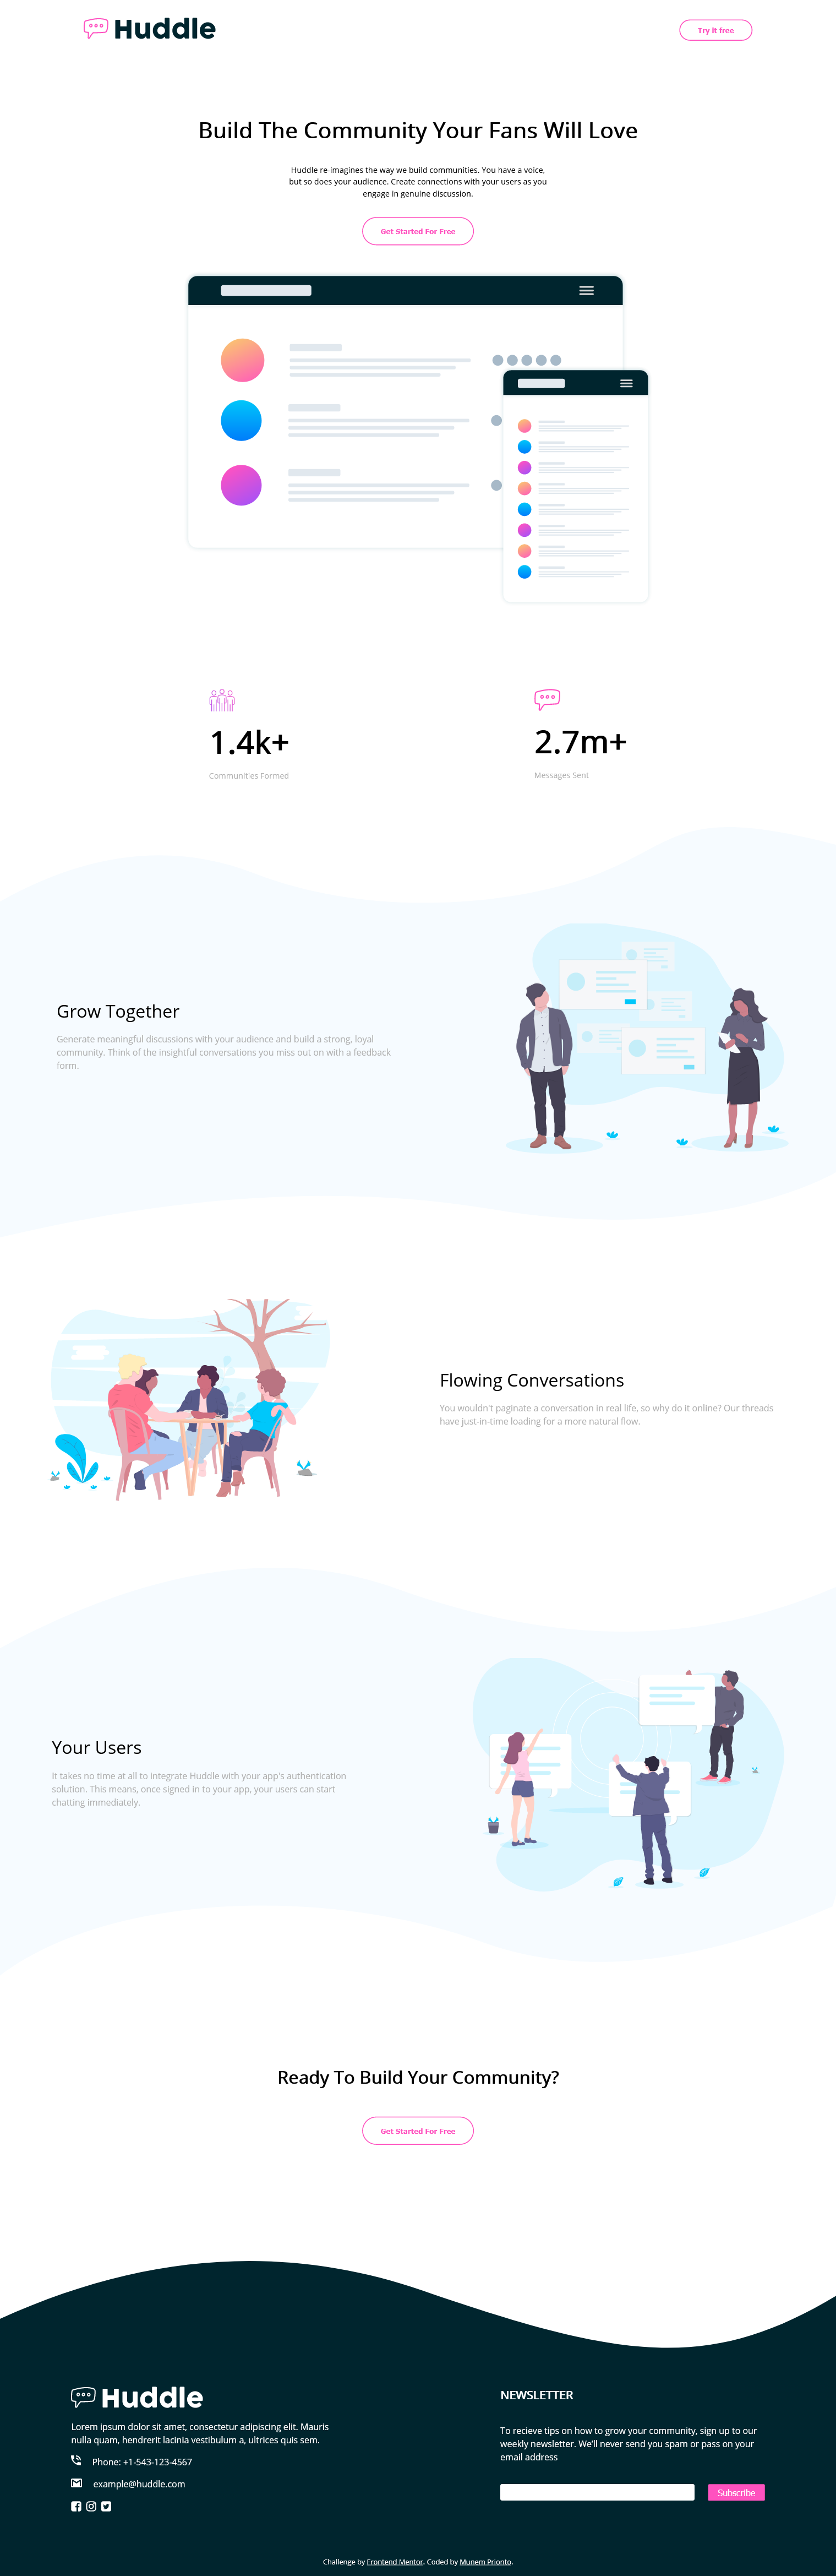 Huddle
Try it free
Build The Community Your Fans Will Love
Huddle re-imagines the way we build communities. You have a voice,
but so does your audience. Create connections with your users as you
engage in genuine discussion.
Get Started For Free
1.4k+
Communities Formed
2.7m+
Messages Sent
Grow Together
Generate meaningful discussions with your audience and build a strong, loyal
community. Think of the insightful conversations you miss out on with a feedback
form.
Flowing Conversations
You wouldn't paginate a conversation in real life, so why do it online? Our threads
have just-in-time loading for a more natural flow.
Your Users
It takes no time at all to integrate Huddle with your app's authentication
solution. This means, once signed in to your app, your users can start
chatting immediately.
Ready To Build Your Community?
Get Started For Free
Huddle
Lorem ipsum dolor sit amet, consectetur adipiscing elit. Mauris
nulla quam, hendrerit lacinia vestibulum a, ultrices quis sem.
Phone: +1-543-123-4567
example@huddle.com
NEWSLETTER
To recieve tips on how to grow your community, sign up to our
weekly newsletter. We'll never send you spam or pass on your
email address
Subscribe
Challenge by Frontend Mentor. Coded by Munem Prionto.